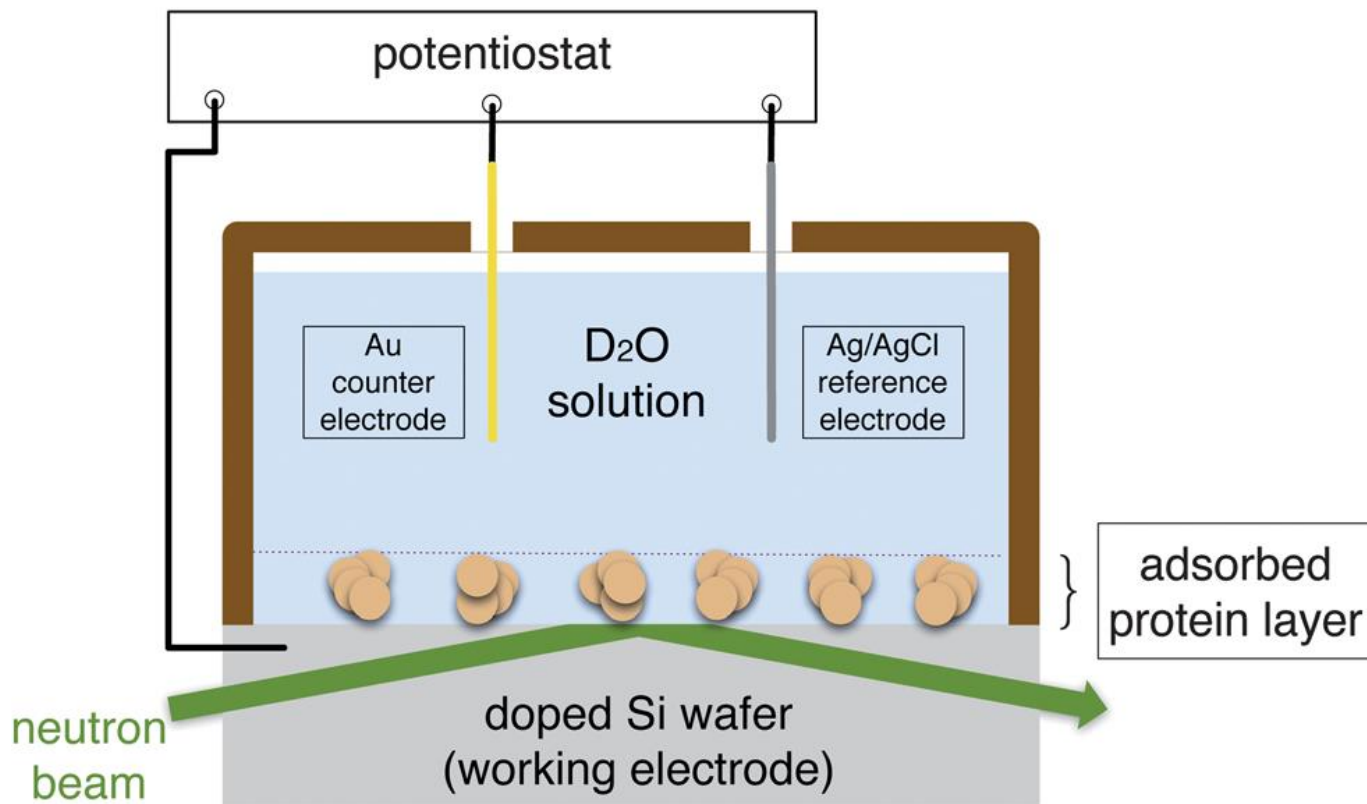 potentiostat
Au
counter
electrode
D₂O
solution
Ag/AgCl
reference
electrode
adsorbed
protein layer
neutron
beam
doped Si wafer
(working electrode)